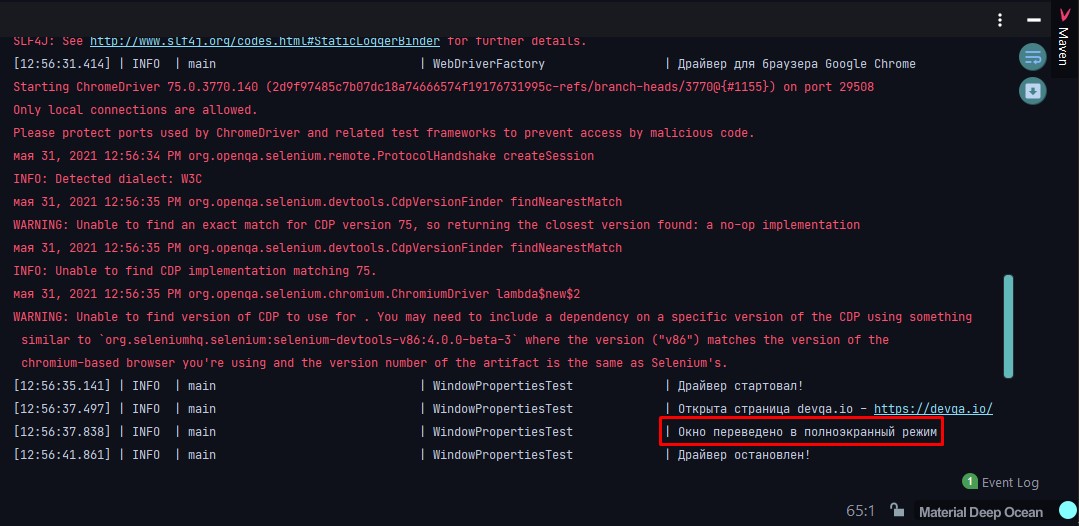 SLF4J: See http://www.slf4j.org/codes.html#StaticLoggerBinder for further details.
[12:56:31.414] | INFO | main | WebDriverFactory | Драйвер для браузера Google Chrome
Starting ChromeDriver 75.0.3770.140 (2d9f97485c7b07dc18a74666574f19176731995c-refs/branch-heads/3770@{#1155}) on port 29508
Only local connections are allowed.
Please protect ports used by ChromeDriver and related test frameworks to prevent access by malicious code.
мая 31, 2021 12:56:34 PM org.openqa.selenium.remote.ProtocolHandshake createSession
INFO: Detected dialect: W3C
мая 31, 2021 12:56:35 PM org.openqa.selenium.devtools.CdpVersionFinder findNearestMatch
WARNING: Unable to find an exact match for CDP version 75, so returning the closest version found: a no-op implementation
мая 31, 2021 12:56:35 PM org.openqa.selenium.devtools.CdpVersionFinder findNearestMatch
INFO: Unable to find CDP implementation matching 75.
мая 31, 2021 12:56:35 PM org.openqa.selenium.chromium.ChromiumDriver lambda$new$2
WARNING: Unable to find version of CDP to use for . You may need to include a dependency on a specific version of the CDP using something
similar to `org.seleniumhq.selenium:selenium-devtools-v86:4.0.0-beta-3` where the version ("v86") matches the version of the
chromium-based browser you're using and the version number of the artifact is the same as Selenium's.
[12:56:35.141] | INFO | main | WindowPropertiesTest | Драйвер стартовал!
[12:56:37.497] | INFO | main | WindowPropertiesTest | Открыта страница devqa.io - https://devqa.io/
[12:56:37.838] | INFO | main | WindowPropertiesTest | Окно переведено в полноэкранный режим
[12:56:41.861] | INFO | main | WindowPropertiesTest | Драйвер остановлен!
Maven
1 Event Log
65:1 Material Deep Ocean